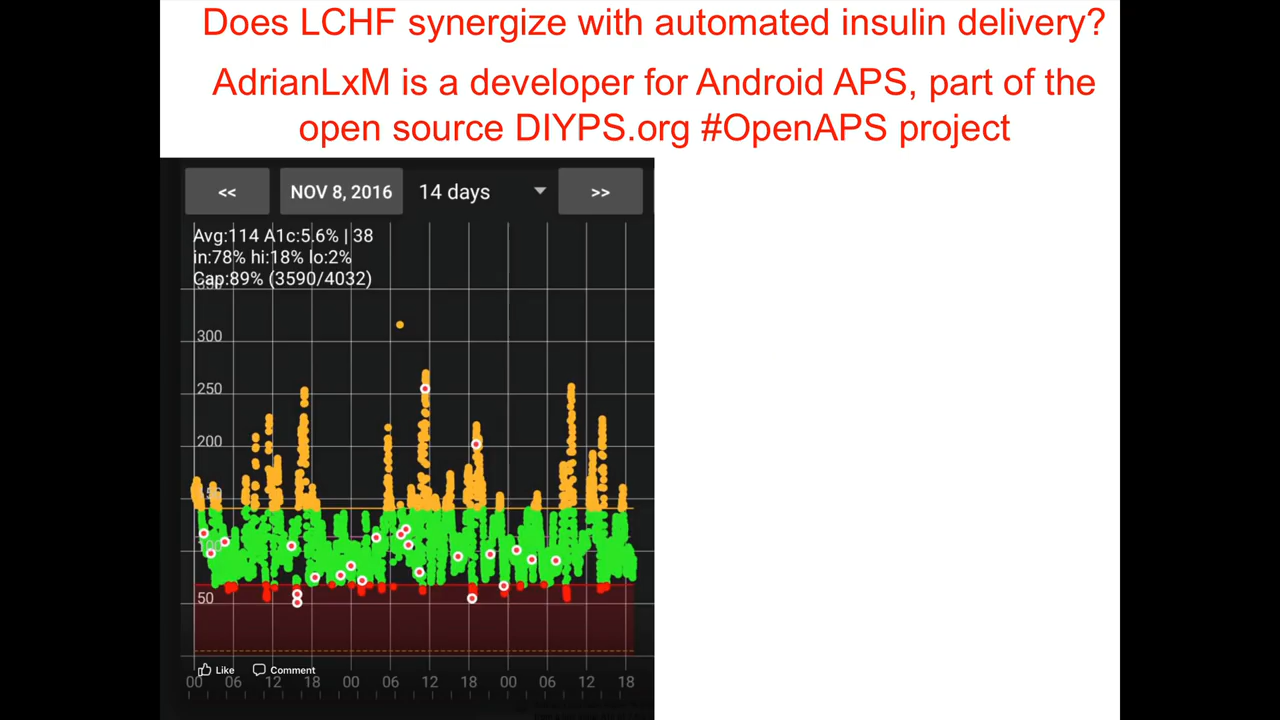 Does LCHF synergize with automated insulin delivery?
AdrianLxM is a developer for Android APS, part of the
open source DIYPS.org #OpenAPS project
<< NOV 8, 2016 14 days >>
Avg:114 A1c:5.6% | 38
in:78% hi:18% lo:2%
Cap:89% (3590/4032)
300
250
200
100
50
Like Comment
00 06 12 18 00 06 12 18 00 06 12 18